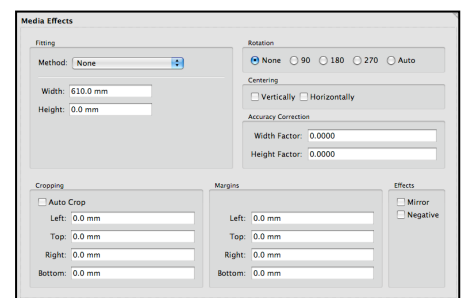 Media Effects
Fitting
Method: None
Width: 610.0 mm
Height: 0.0 mm
Rotation
None 90 180 270 Auto
Centering
Vertically Horizontally
Accuracy Correction
Width Factor: 0.0000
Height Factor: 0.0000
Cropping
Auto Crop
Left: 0.0 mm
Top: 0.0 mm
Right: 0.0 mm
Bottom: 0.0 mm
Margins
Left: 0.0 mm
Top: 0.0 mm
Right: 0.0 mm
Bottom: 0.0 mm
Effects
Mirror
Negative